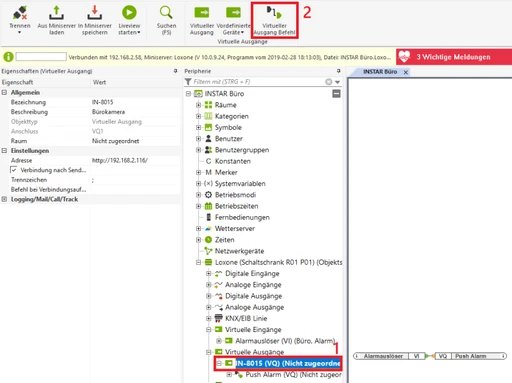 Trennen
Aus Miniserver laden
In Miniserver speichern
Liveview starten
Suchen (F5)
Virtueller Ausgang
Vordefinierte Geräte
Virtueller Ausgang Befehl
2
Virtuelle Ausgänge
Verbunden mit 192.168.2.58, Miniserver: Loxone (V 10.0.9.24, Programm vom 2019-02-28 18:13:03), Datei: INSTAR Büro.Loxo...
3 Wichtige Meldungen
Eigenschaften (Virtueller Ausgang)
Eigenschaft Wert
Allgemein
Bezeichnung IN-8015
Beschreibung Bürokamera
Objekttyp Virtueller Ausgang
Anschluss VQ1
Raum Nicht zugeordnet
Einstellungen
Adresse http://192.168.2.116/
Verbindung nach Send...
Trennzeichen ;
Befehl bei Verbindungsauf...
Logging/Mail/Call/Track
Peripherie
Filtern mit (STRG + F)
INSTAR Büro
Räume
Kategorien
Symbole
Benutzer
Benutzergruppen
C Konstanten
M Merker
(x) Systemvariablen
Betriebsmodi
Betriebszeiten
Fernbedienungen
Wetterserver
Zeiten
Netzwerkgeräte
Loxone (Schaltschrank R01 P01) (Objekts
Digitale Eingänge
Analoge Eingänge
Digitale Ausgänge
Analoge Ausgänge
KNX/EIB Linie
Virtuelle Eingänge
Alarmauslöser (VI) (Büro, Alarm)
Virtuelle Ausgänge
1
IN-8015 (VQ) (Nicht zugeordne
Push Alarm (VQ) (Nicht zugeor
INSTAR Büro
Alarmauslöser VI VQ Push Alarm